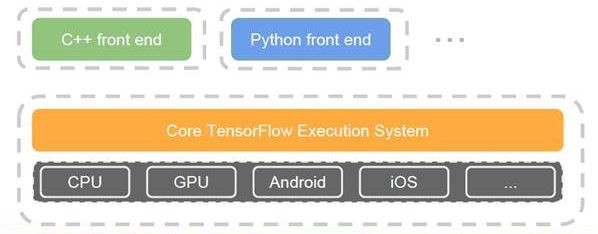 C++ front end
Python front end
...
Core TensorFlow Execution System
CPU
GPU
Android
iOS
...